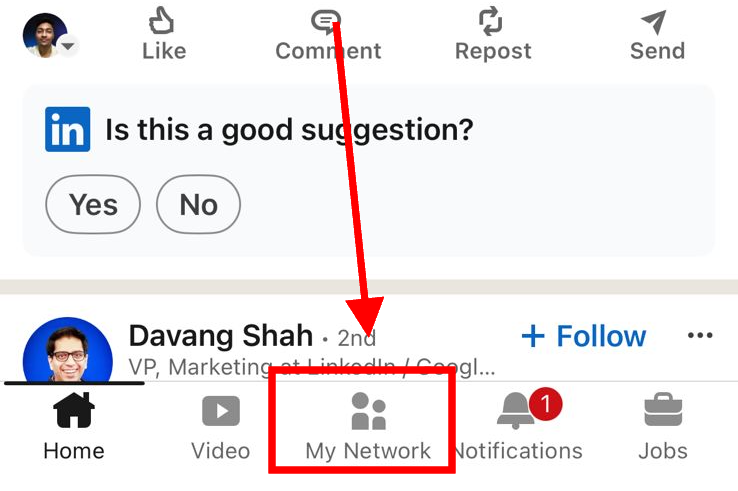 Like Comment Repost Send
in Is this a good suggestion?
Yes No
Davang Shah · 2nd + Follow ...
VP, Marketing at LinkedIn / Googl...
1
Home Video My Network Notifications Jobs